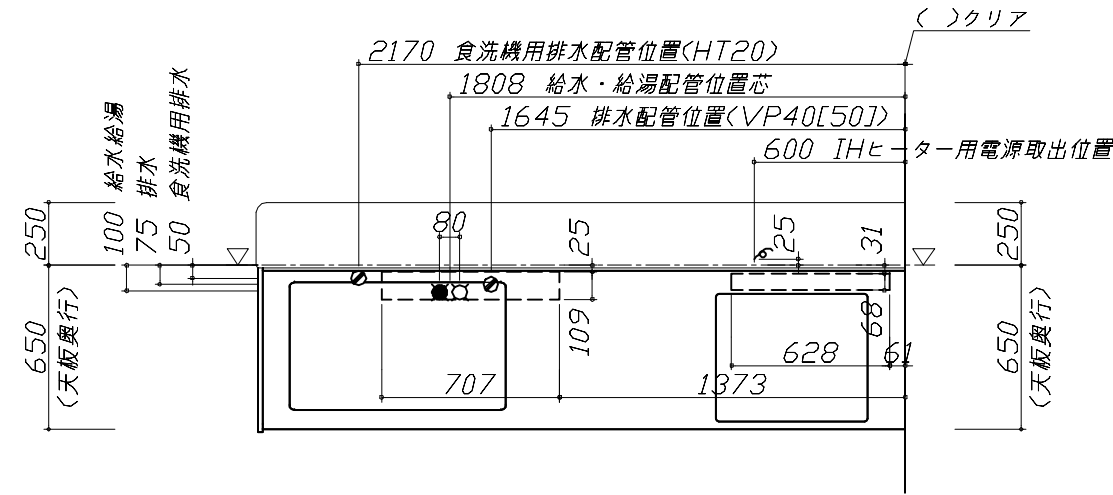 ( )クリア
2170 食洗機用排水配管位置(HT20)
1808 給水・給湯配管位置芯
1645 排水配管位置(VP40[50])
600 IHヒーター用電源取出位置
100 給水給湯
75 排水
50 食洗機用排水
250
80
25
25
31
250
650
(天板奥行)
109
68
628
61
707
1373
650
(天板奥行)